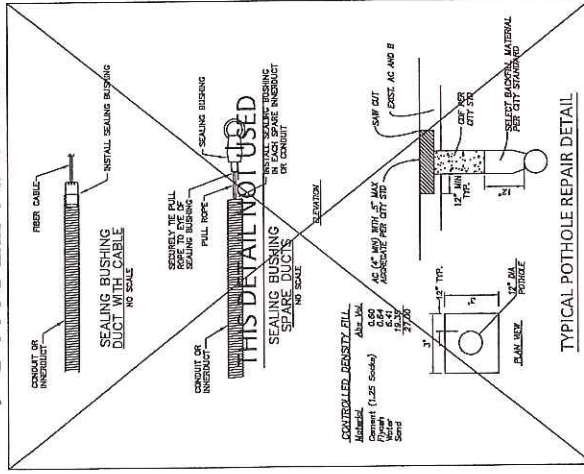 FIBER CABLE
CONDUIT OR
INNERDUCT
INSTALL SEALING BUSHING
SEALING BUSHING
DUCT WITH CABLE
NO SCALE
SECURELY TIE PULL
ROPE TO EYE OF
SEALING BUSHING
PULL ROPE
SEALING BUSHING
CONDUIT OR
INNERDUCT
THIS DETAIL NOT USED
INSTALL SEALING BUSHING
IN EACH SPARE INNERDUCT
OR CONDUIT
SEALING BUSHING
SPARE DUCTS
NO SCALE
ELEVATION
CONTROLLED DENSITY FILL
Material Abs Vol.
Cement (1.25 Sacks) 0.60
Flyash 0.64
Water 6.41
Sand 19.35
27.00
AC (4" MIN) WITH .5" MAX
AGGREGATE PER CITY STD
SAW CUT
EXIST. AC AND B
12" MIN
TYP.
CDF PER
CITY STD
12"
SELECT BACKFILL MATERIAL
PER CITY STANDARD
3'
12" TYP.
12" DIA
POTHOLE
PLAN VIEW
TYPICAL POTHOLE REPAIR DETAIL